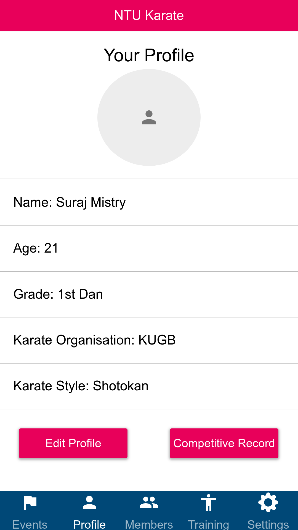 NTU Karate
Your Profile
Name: Suraj Mistry
Age: 21
Grade: 1st Dan
Karate Organisation: KUGB
Karate Style: Shotokan
Edit Profile Competitive Record
Events Profile Members Training Settings